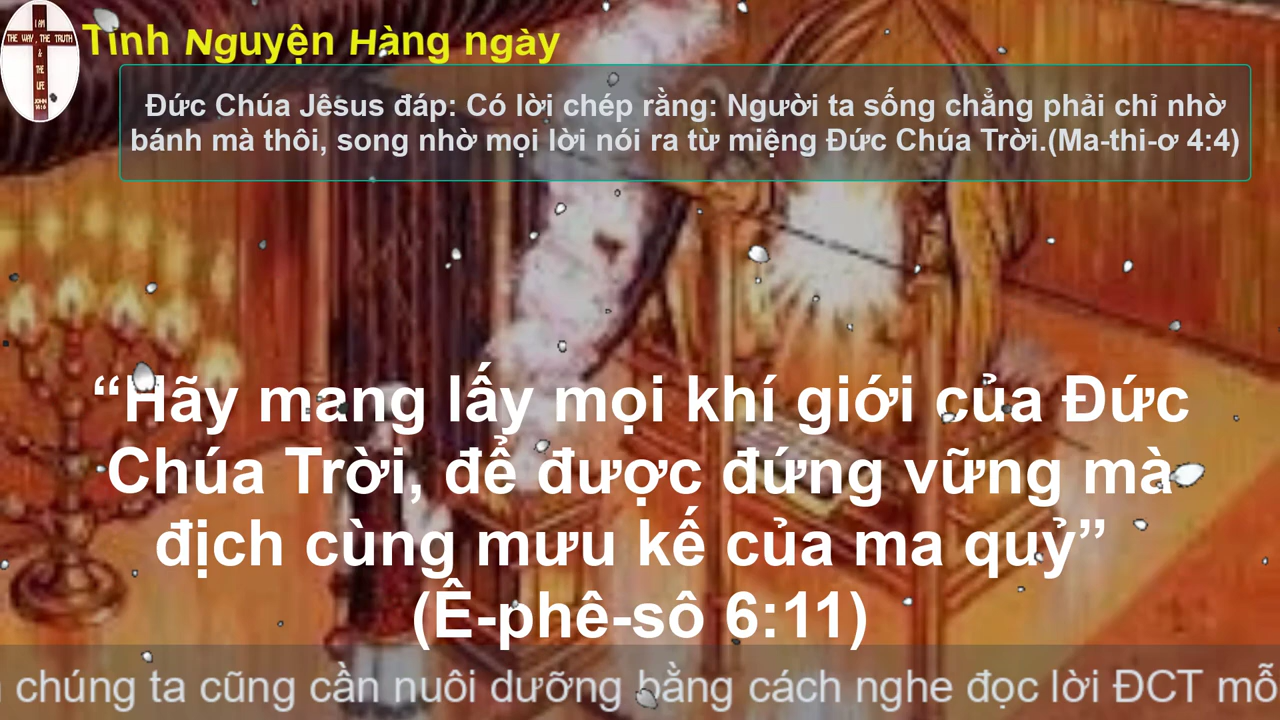 I AM
THE WAY, THE TRUTH
&
THE
LIFE
JOHN
14:6
Tĩnh Nguyện Hàng ngày
Đức Chúa Jêsus đáp: Có lời chép rằng: Người ta sống chẳng phải chỉ nhờ
bánh mà thôi, song nhờ mọi lời nói ra từ miệng Đức Chúa Trời.(Ma-thi-ơ 4:4)
“Hãy mang lấy mọi khí giới của Đức
Chúa Trời, để được đứng vững mà
địch cùng mưu kế của ma quỷ”
(Ê-phê-sô 6:11)
chúng ta cũng cần nuôi dưỡng bằng cách nghe đọc lời ĐCT